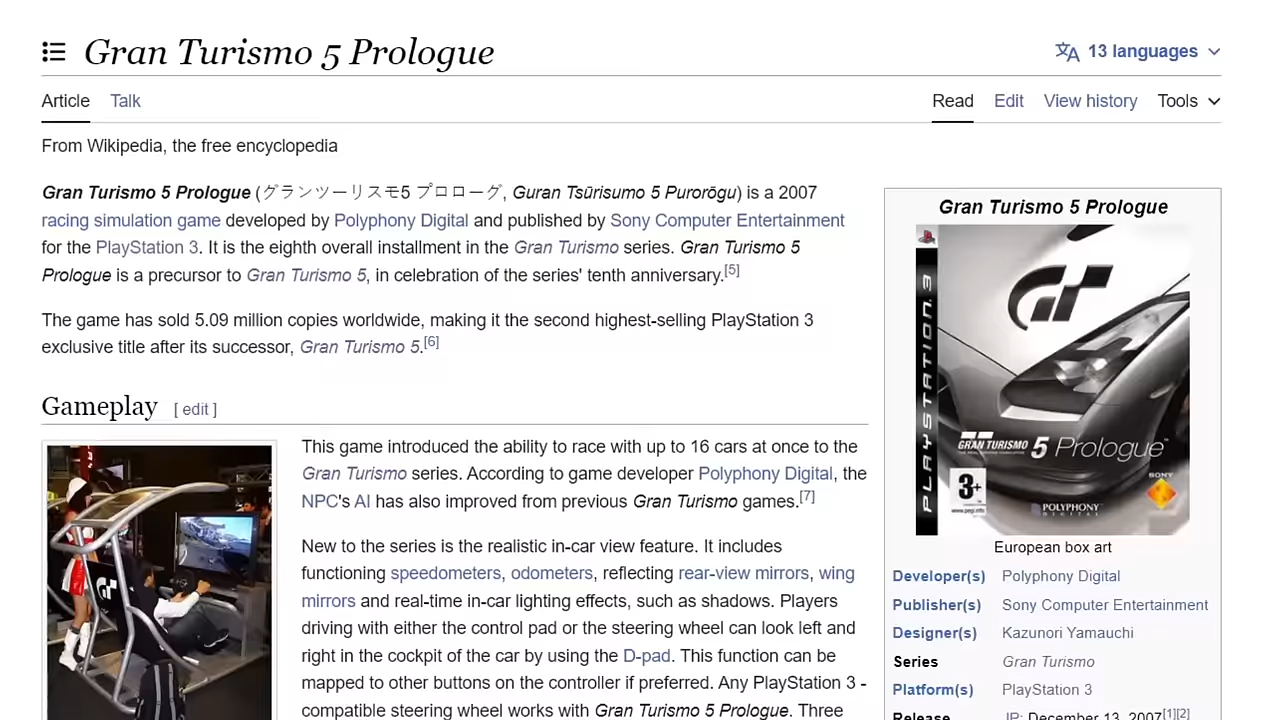 Gran Turismo 5 Prologue
13 languages
Article Talk
Read Edit View history Tools
From Wikipedia, the free encyclopedia
Gran Turismo 5 Prologue (グランツーリスモ5 プロローグ, Guran Tsūrisumo 5 Purorōgu) is a 2007
racing simulation game developed by Polyphony Digital and published by Sony Computer Entertainment
for the PlayStation 3. It is the eighth overall installment in the Gran Turismo series. Gran Turismo 5
Prologue is a precursor to Gran Turismo 5, in celebration of the series' tenth anniversary.[5]
The game has sold 5.09 million copies worldwide, making it the second highest-selling PlayStation 3
exclusive title after its successor, Gran Turismo 5.[6]
Gameplay [ edit ]
This game introduced the ability to race with up to 16 cars at once to the
Gran Turismo series. According to game developer Polyphony Digital, the
NPC's AI has also improved from previous Gran Turismo games.[7]
New to the series is the realistic in-car view feature. It includes
functioning speedometers, odometers, reflecting rear-view mirrors, wing
mirrors and real-time in-car lighting effects, such as shadows. Players
driving with either the control pad or the steering wheel can look left and
right in the cockpit of the car by using the D-pad. This function can be
mapped to other buttons on the controller if preferred. Any PlayStation 3 -
compatible steering wheel works with Gran Turismo 5 Prologue. Three
Gran Turismo 5 Prologue
PLAYSTATION 3
GRAN TURISMO 5 Prologue™
3+
www.pegi.info
SONY
POLYPHONY
DIGITAL
European box art
Developer(s) Polyphony Digital
Publisher(s) Sony Computer Entertainment
Designer(s) Kazunori Yamauchi
Series Gran Turismo
Platform(s) PlayStation 3
Release JP: December 13, 2007[1][2]